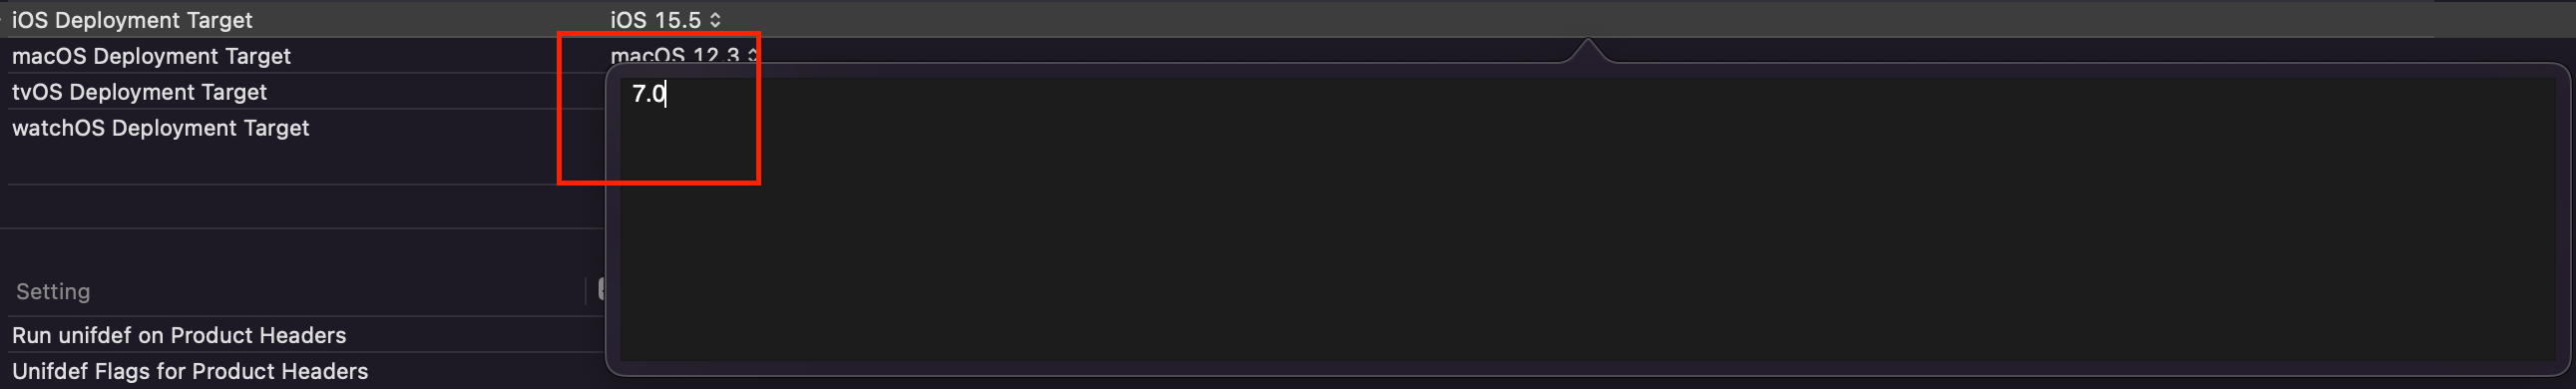 iOS Deployment Target iOS 15.5
macOS Deployment Target macOS 12.3
tvOS Deployment Target 7.0
watchOS Deployment Target
Setting
Run unifdef on Product Headers
Unifdef Flags for Product Headers